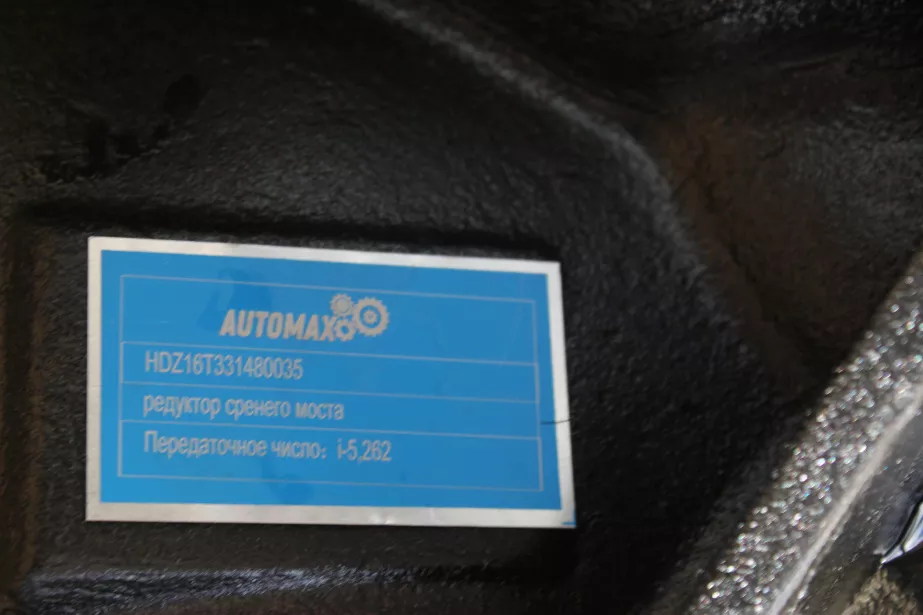 AUTOMAX
HDZ16T331480035
редуктор сренего моста
Передаточное число: i-5,262